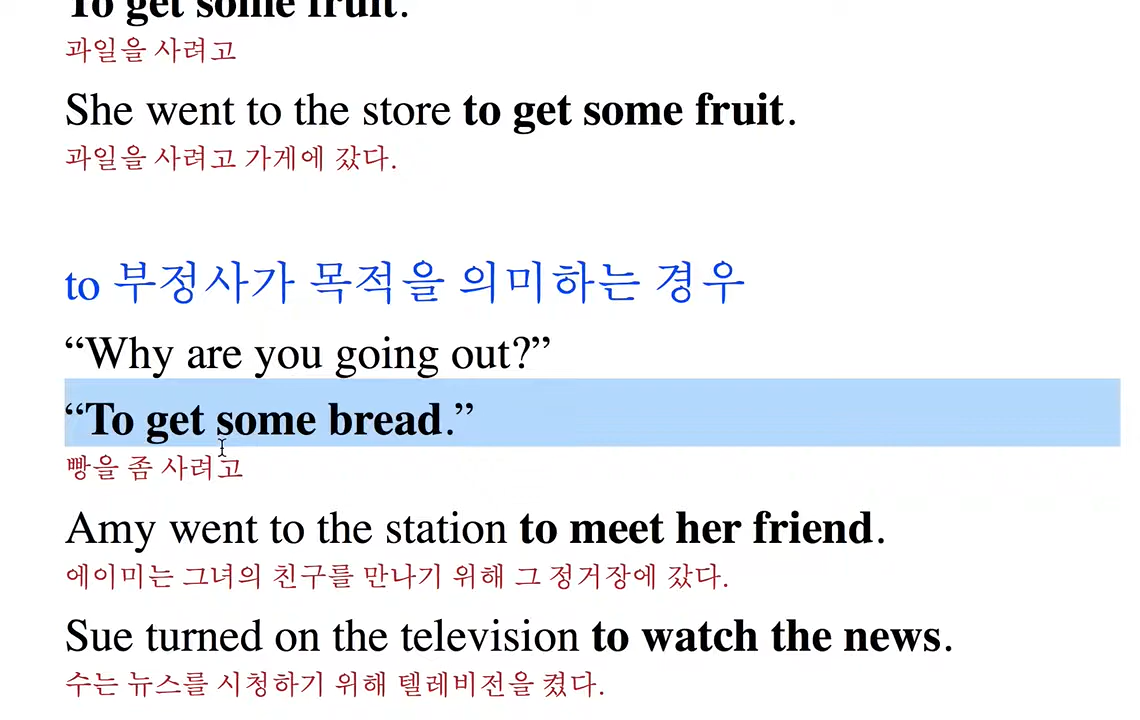 To get some fruit.
과일을 사려고
She went to the store to get some fruit.
과일을 사려고 가게에 갔다.
to 부정사가 목적을 의미하는 경우
“Why are you going out?”
“To get some bread.”
빵을 좀 사려고
Amy went to the station to meet her friend.
에이미는 그녀의 친구를 만나기 위해 그 정거장에 갔다.
Sue turned on the television to watch the news.
수는 뉴스를 시청하기 위해 텔레비전을 켰다.